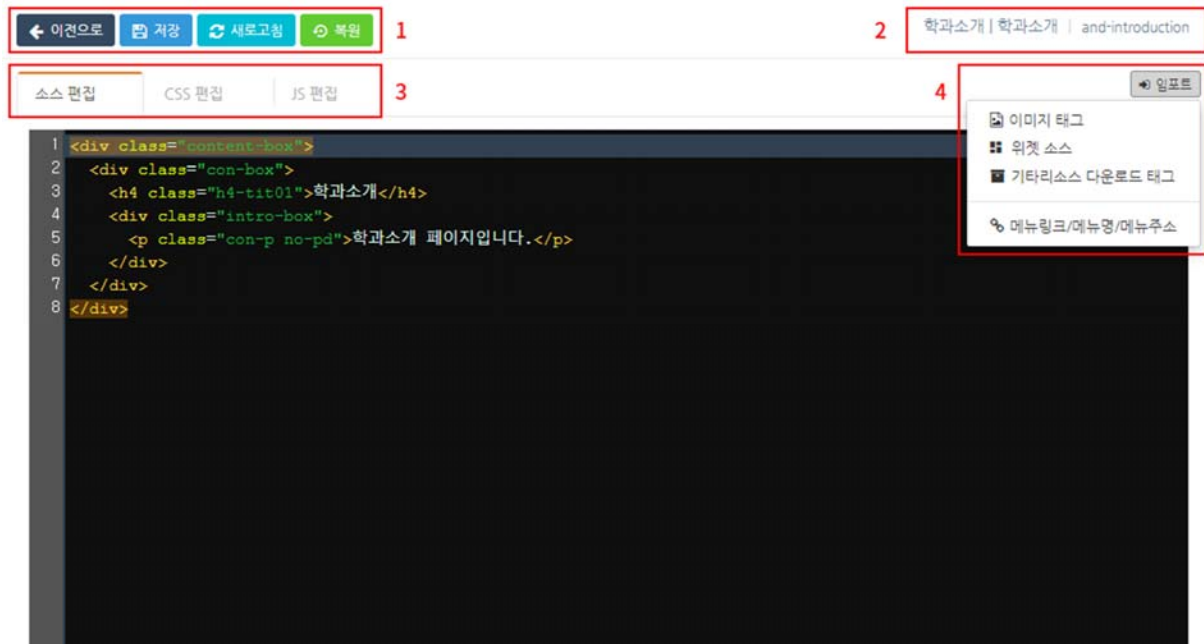 이전으로 저장 새로고침 복원 1
2 학과소개 | 학과소개 | and-introduction
소스 편집 CSS 편집 JS 편집 3
4 임포트
이미지 태그
위젯 소스
기타리소스 다운로드 태그
메뉴링크/메뉴명/메뉴주소
1 <div class="content-box">
2 <div class="con-box">
3 <h4 class="h4-tit01">학과소개</h4>
4 <div class="intro-box">
5 <p class="con-p no-pd">학과소개 페이지입니다.</p>
6 </div>
7 </div>
8 </div>